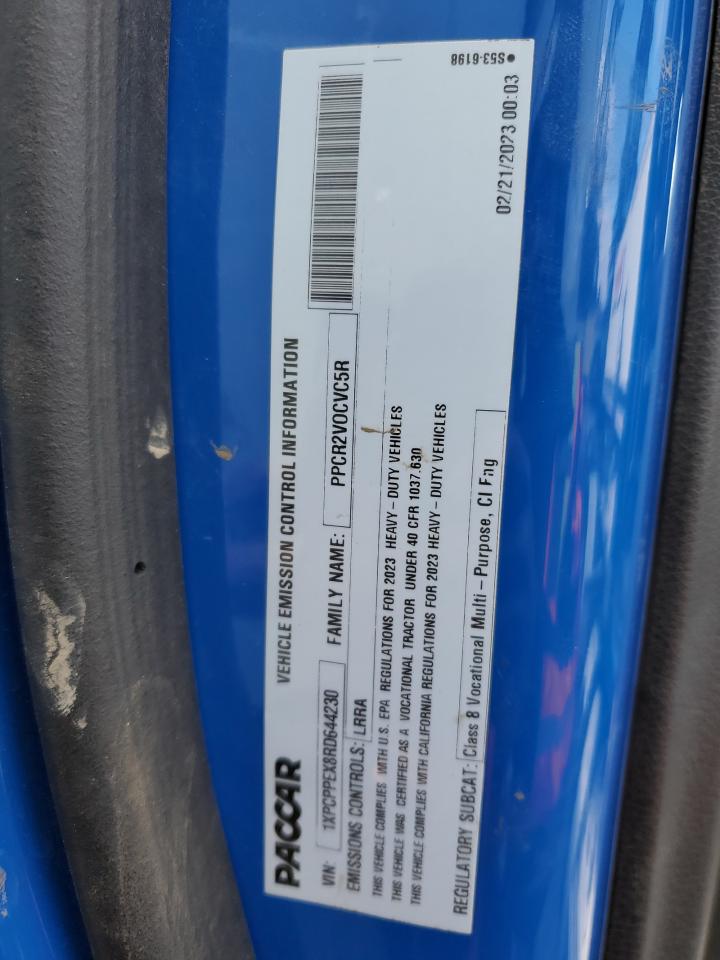 PACCAR VEHICLE EMISSION CONTROL INFORMATION
VIN: 1XPCPPEX8RD644230 FAMILY NAME: PPCR2VOCVC5R
EMISSIONS CONTROLS: LRRA
THIS VEHICLE COMPLIES WITH U.S. EPA REGULATIONS FOR 2023 HEAVY – DUTY VEHICLES
THIS VEHICLE WAS CERTIFIED AS A VOCATIONAL TRACTOR UNDER 40 CFR 1037.630
THIS VEHICLE COMPLIES WITH CALIFORNIA REGULATIONS FOR 2023 HEAVY – DUTY VEHICLES
REGULATORY SUBCAT: Class 8 Vocational Multi – Purpose, CI Eng
02/21/2023 00:03
S53-6198